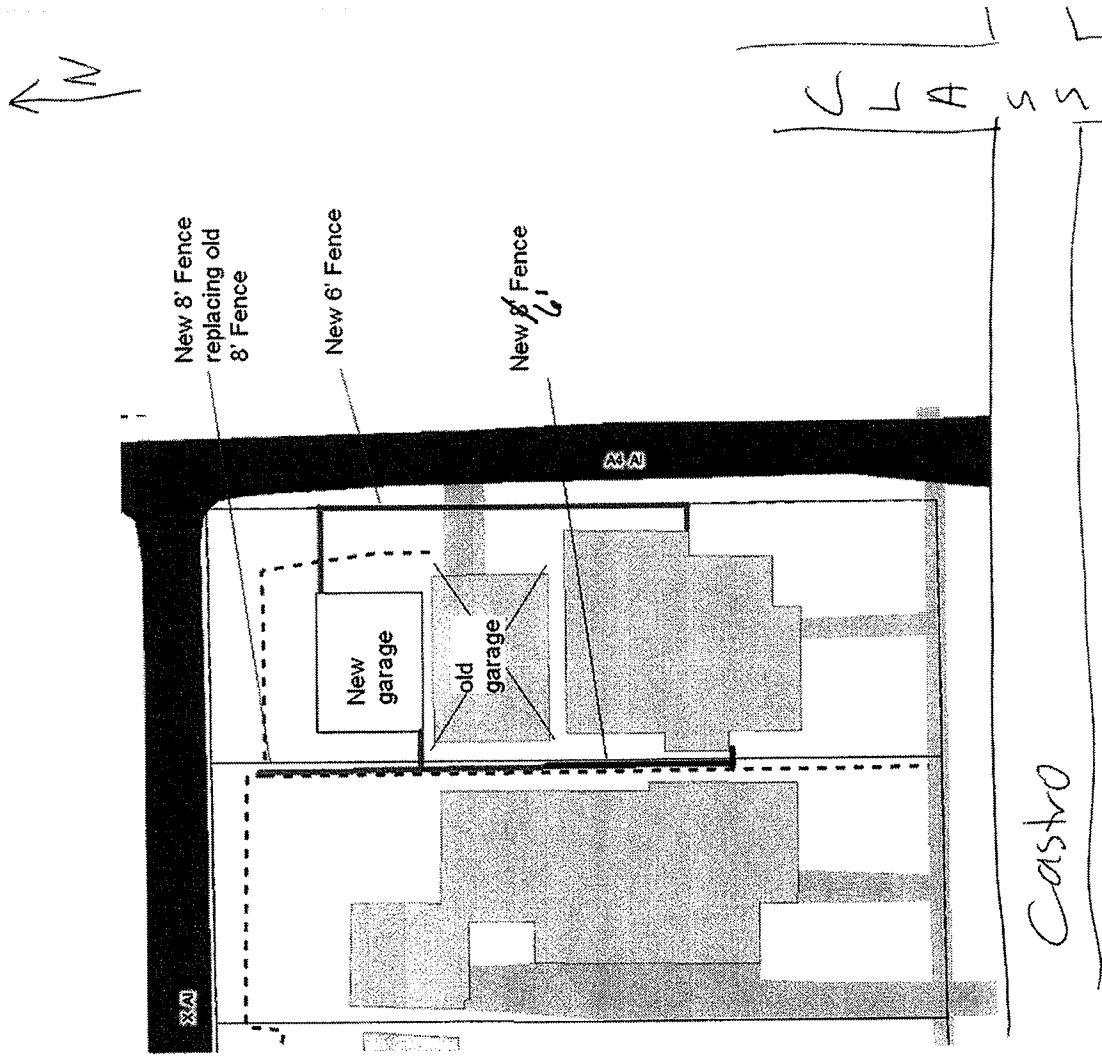 N
New 8' Fence
replacing old
8' Fence
New 6' Fence
New 6' Fence
New
garage
old
garage
Castro